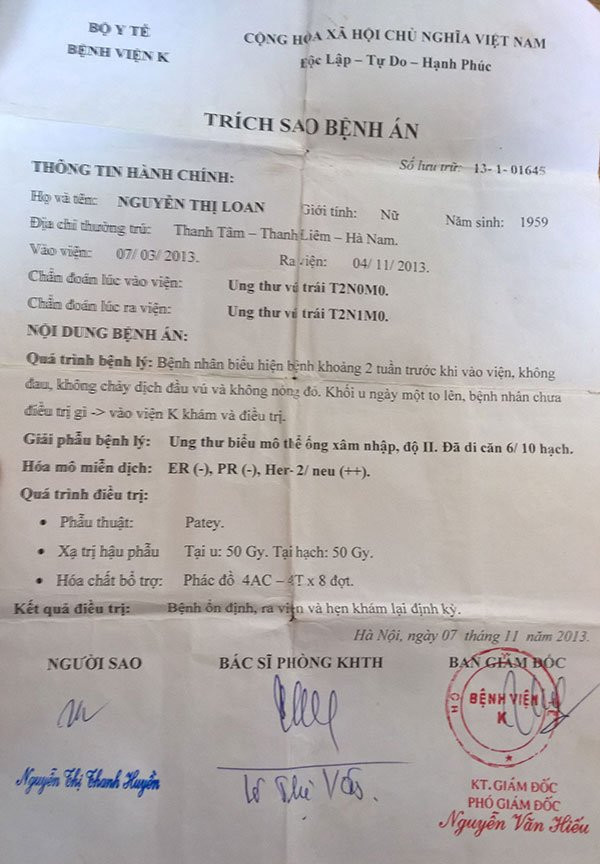 BỘ Y TẾ
BỆNH VIỆN K
CỘNG HÒA XÃ HỘI CHỦ NGHĨA VIỆT NAM
Độc Lập – Tự Do – Hạnh Phúc
TRÍCH SAO BỆNH ÁN
Số lưu trữ: 13- 1- 01645
THÔNG TIN HÀNH CHÍNH:
Họ và tên: NGUYỄN THỊ LOAN Giới tính: Nữ Năm sinh: 1959
Địa chỉ thường trú: Thanh Tâm – Thanh Liêm – Hà Nam.
Vào viện: 07/ 03/ 2013. Ra viện: 04/ 11/ 2013.
Chẩn đoán lúc vào viện: Ung thư vú trái T2N0M0.
Chẩn đoán lúc ra viện: Ung thư vú trái T2N1M0.
NỘI DUNG BỆNH ÁN:
Quá trình bệnh lý: Bệnh nhân biểu hiện bệnh khoảng 2 tuần trước khi vào viện, không
đau, không chảy dịch đầu vú và không nóng đỏ. Khối u ngày một to lên, bệnh nhân chưa
điều trị gì -> vào viện K khám và điều trị.
Giải phẫu bệnh lý: Ung thư biểu mô thể ống xâm nhập, độ II. Đã di căn 6/ 10 hạch.
Hóa mô miễn dịch: ER (-), PR (-), Her- 2/ neu (++).
Quá trình điều trị:
• Phẫu thuật: Patey.
• Xạ trị hậu phẫu Tại u: 50 Gy. Tại hạch: 50 Gy.
• Hóa chất bổ trợ: Phác đồ 4AC – 4T x 8 đợt.
Kết quả điều trị: Bệnh ổn định, ra viện và hẹn khám lại định kỳ.
Hà Nội, ngày 07 tháng 11 năm 2013.
NGƯỜI SAO BÁC SĨ PHÒNG KHTH BAN GIÁM ĐỐC
BỆNH VIỆN
K
Nguyễn Thị Thanh Huyền
KT. GIÁM ĐỐC
PHÓ GIÁM ĐỐC
Nguyễn Văn Hiếu